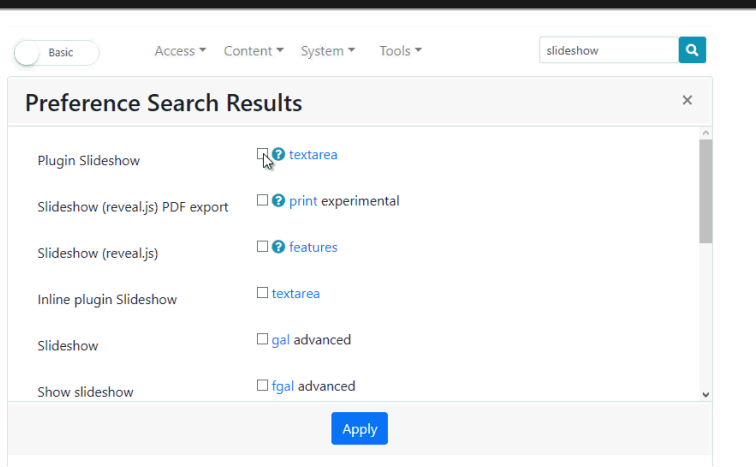 Basic Access Content System Tools slideshow
Preference Search Results ×
Plugin Slideshow ? textarea
Slideshow (reveal.js) PDF export ? print experimental
Slideshow (reveal.js) ? features
Inline plugin Slideshow textarea
Slideshow gal advanced
Show slideshow fgal advanced
Apply